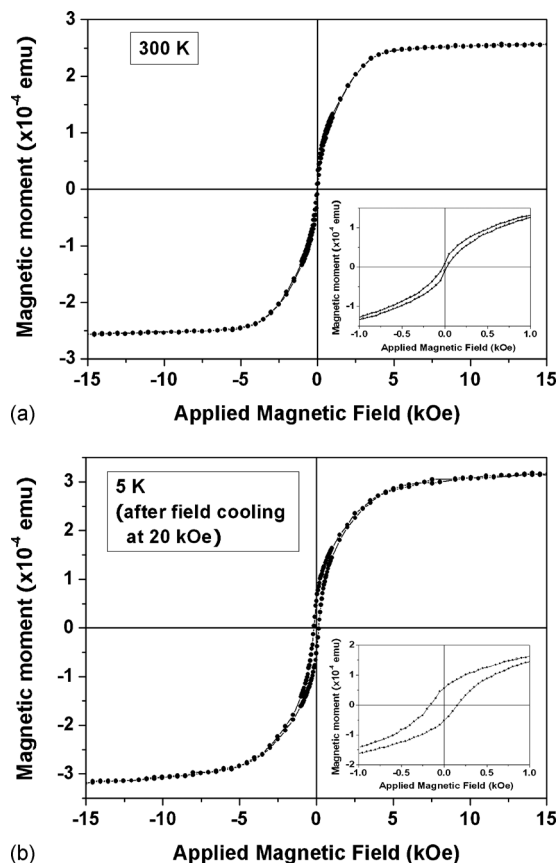 3
2
1
0
-1
-2
-3
Magnetic moment (x10⁻⁴ emu)
300 K
1
0
-1
Magnetic moment (x10⁻⁴ emu)
-1.0 -0.5 0.0 0.5 1.0
Applied Magnetic Field (kOe)
-15 -10 -5 0 5 10 15
(a) Applied Magnetic Field (kOe)
3
2
1
0
-1
-2
-3
Magnetic moment (x10⁻⁴ emu)
5 K
(after field cooling
at 20 kOe)
2
1
0
-1
-2
Magnetic moment (x10⁻⁴ emu)
-1.0 -0.5 0.0 0.5 1.0
Applied Magnetic Field (kOe)
-15 -10 -5 0 5 10 15
(b) Applied Magnetic Field (kOe)